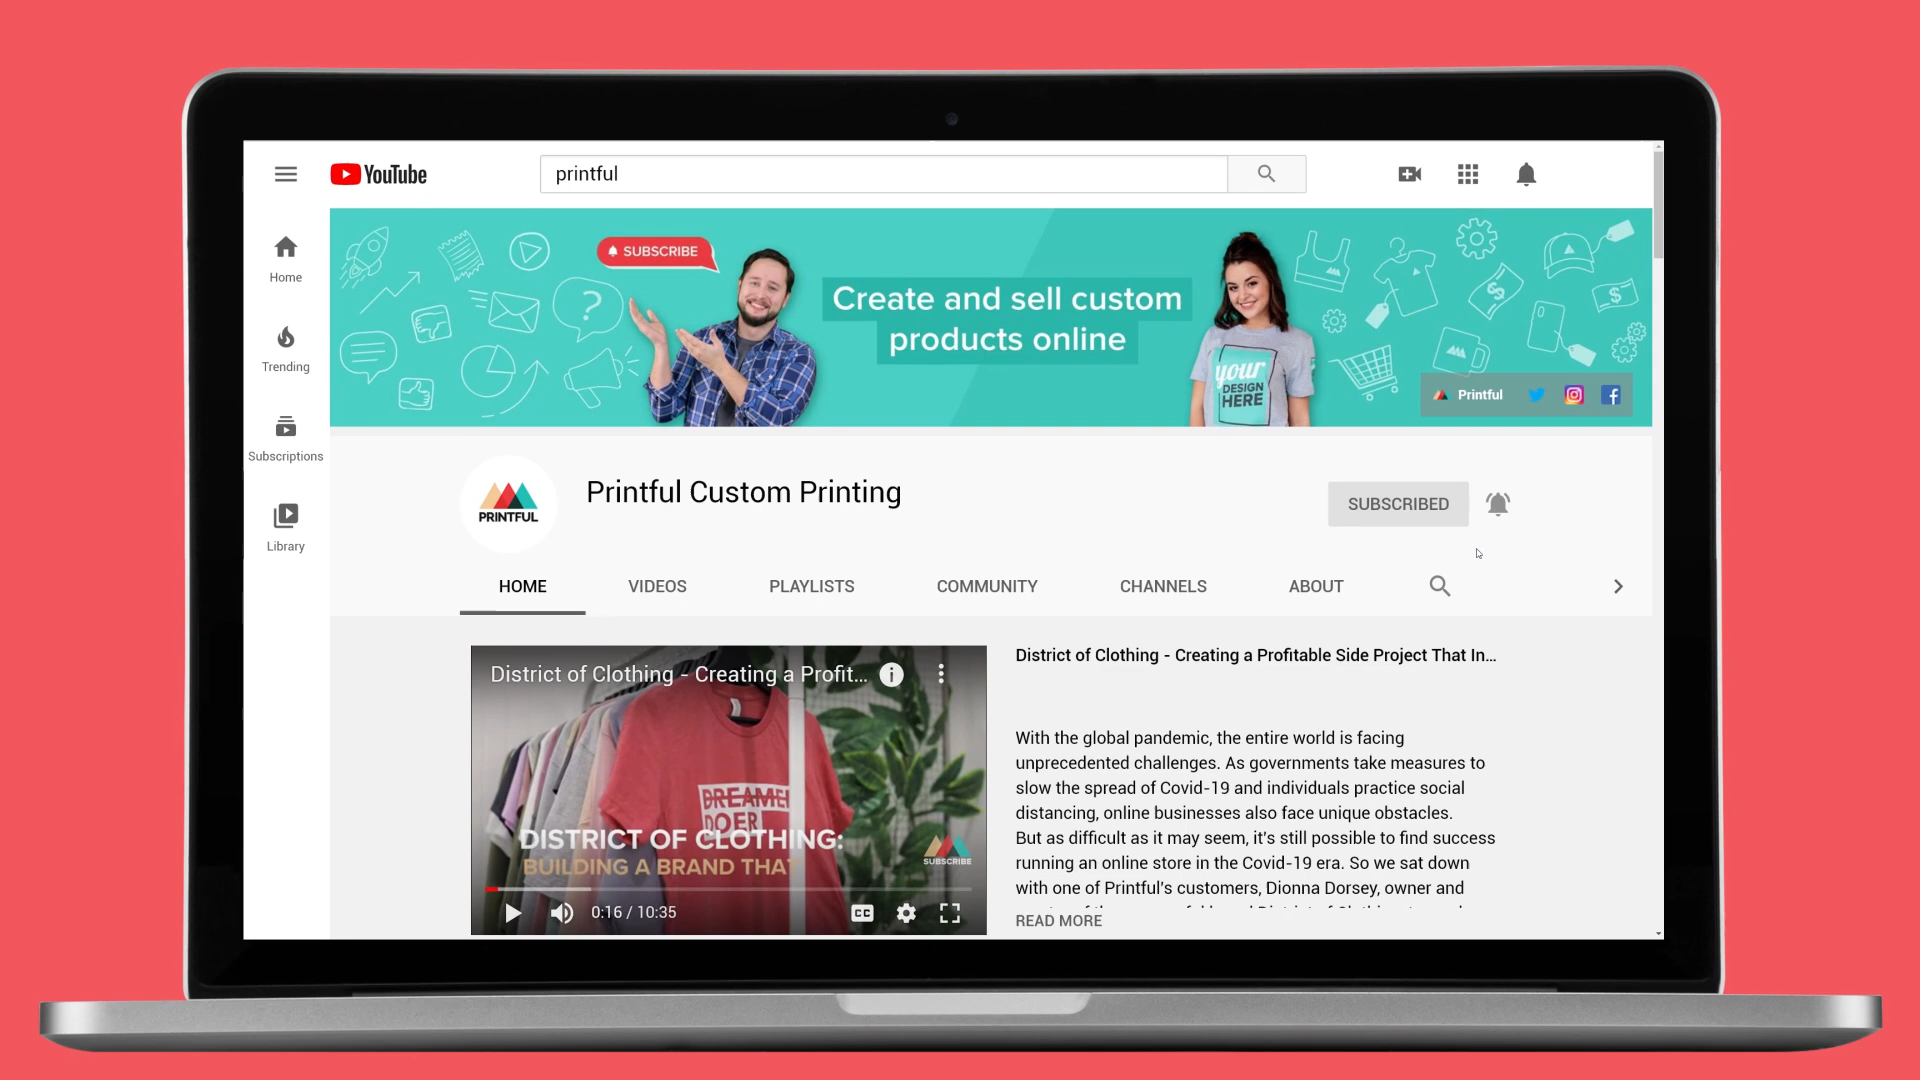 YouTube
printful
Home
Trending
Subscriptions
Library
SUBSCRIBE
Create and sell custom
products online
YOUR
DESIGN
HERE
Printful
PRINTFUL
Printful Custom Printing
SUBSCRIBED
HOME
VIDEOS
PLAYLISTS
COMMUNITY
CHANNELS
ABOUT
District of Clothing - Creating a Profit...
DREAMER
DOER
DISTRICT OF CLOTHING:
BUILDING A BRAND THAT
SUBSCRIBE
CC
0:16 / 10:35
District of Clothing - Creating a Profitable Side Project That In...
With the global pandemic, the entire world is facing
unprecedented challenges. As governments take measures to
slow the spread of Covid-19 and individuals practice social
distancing, online businesses also face unique obstacles.
But as difficult as it may seem, it's still possible to find success
running an online store in the Covid-19 era. So we sat down
with one of Printful's customers, Dionna Dorsey, owner and
READ MORE